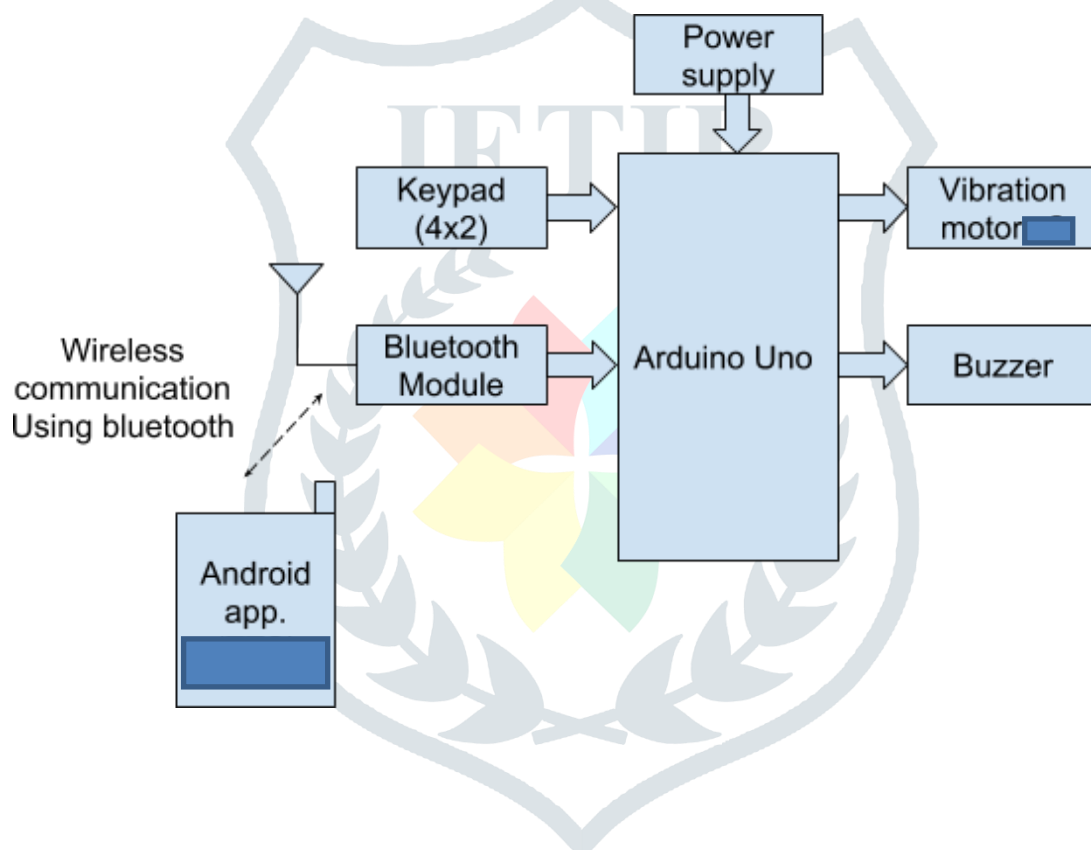 Power
supply
Keypad
(4x2)
Vibration
motor
Bluetooth
Module
Arduino Uno
Buzzer
Wireless
communication
Using bluetooth
Android
app.